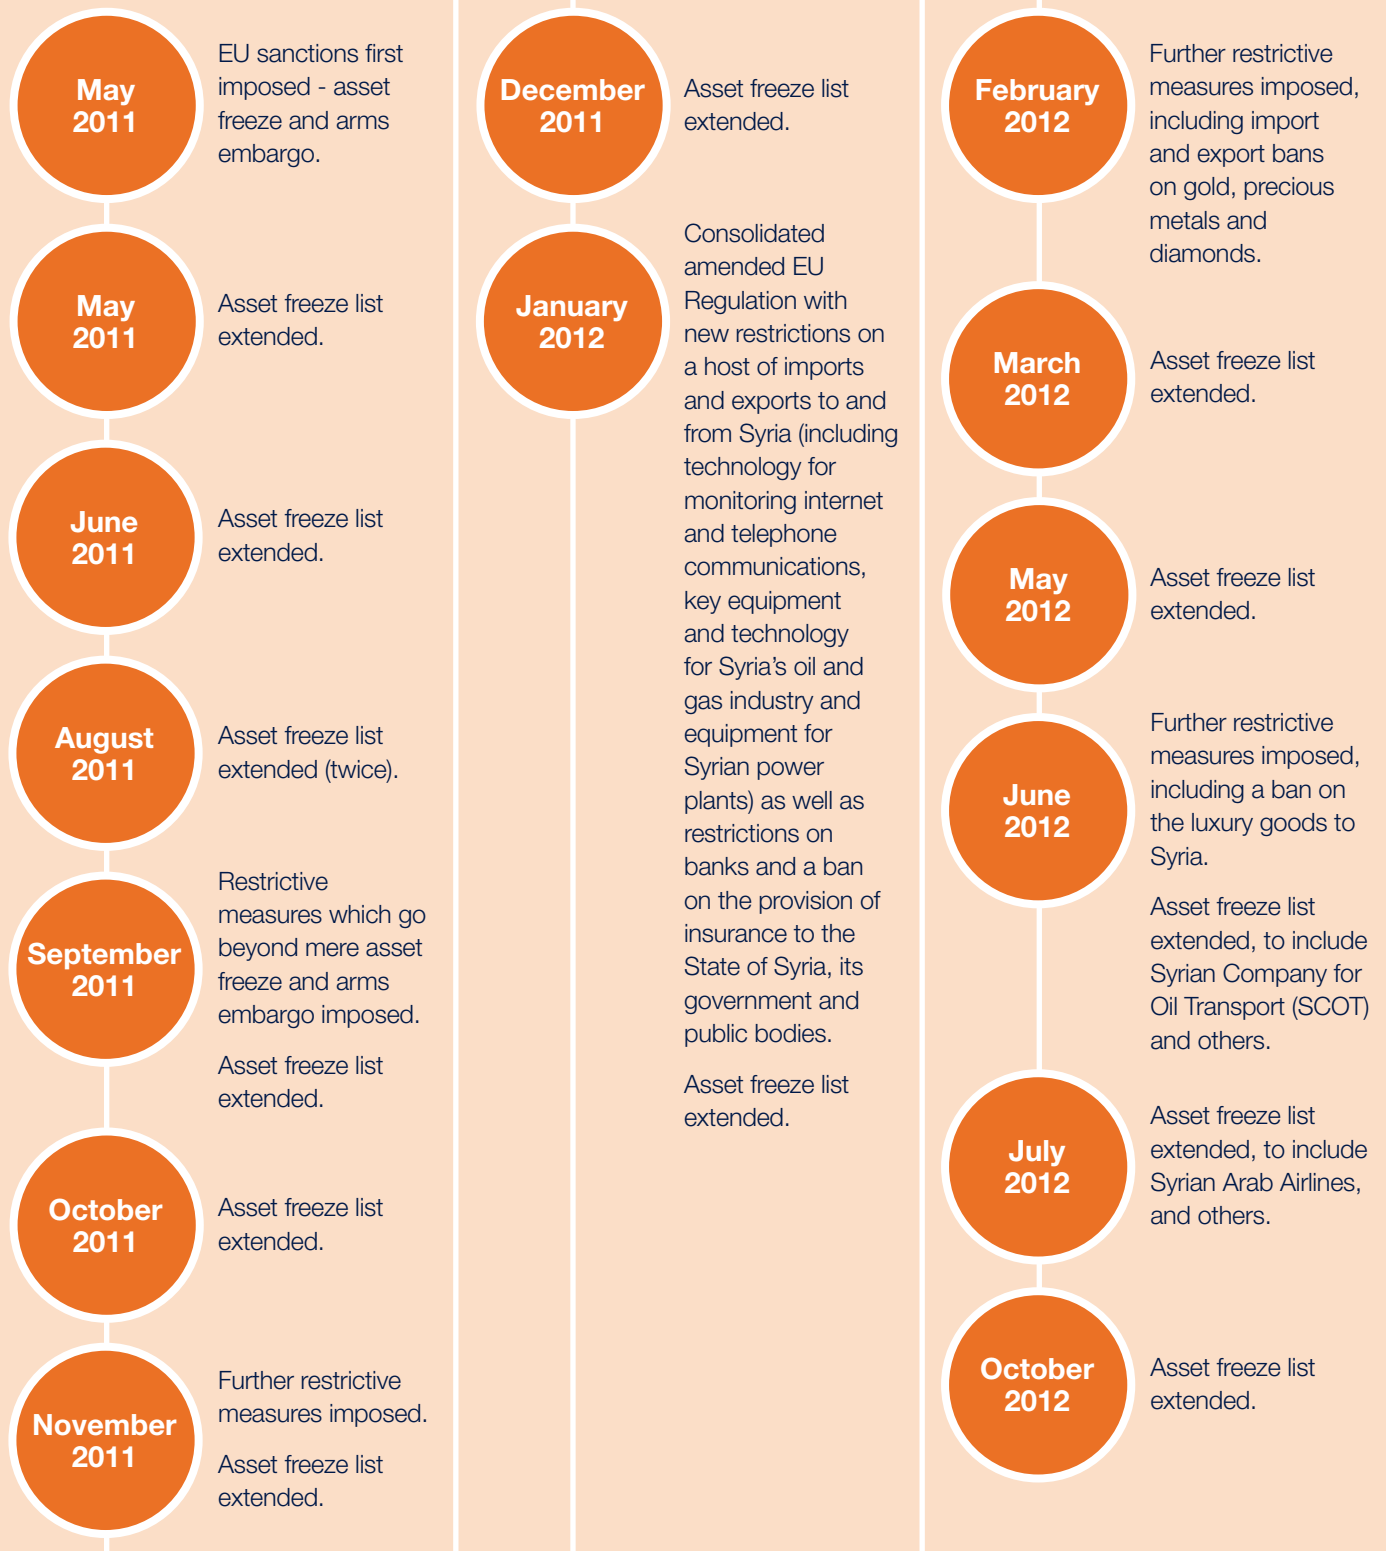 May
2011
EU sanctions first
imposed - asset
freeze and arms
embargo.
May
2011
Asset freeze list
extended.
June
2011
Asset freeze list
extended.
August
2011
Asset freeze list
extended (twice).
September
2011
Restrictive
measures which go
beyond mere asset
freeze and arms
embargo imposed.
Asset freeze list
extended.
October
2011
Asset freeze list
extended.
November
2011
Further restrictive
measures imposed.
Asset freeze list
extended.
December
2011
Asset freeze list
extended.
January
2012
Consolidated
amended EU
Regulation with
new restrictions on
a host of imports
and exports to and
from Syria (including
technology for
monitoring internet
and telephone
communications,
key equipment
and technology
for Syria’s oil and
gas industry and
equipment for
Syrian power
plants) as well as
restrictions on
banks and a ban
on the provision of
insurance to the
State of Syria, its
government and
public bodies.
Asset freeze list
extended.
February
2012
Further restrictive
measures imposed,
including import
and export bans
on gold, precious
metals and
diamonds.
March
2012
Asset freeze list
extended.
May
2012
Asset freeze list
extended.
June
2012
Further restrictive
measures imposed,
including a ban on
the luxury goods to
Syria.
Asset freeze list
extended, to include
Syrian Company for
Oil Transport (SCOT)
and others.
July
2012
Asset freeze list
extended, to include
Syrian Arab Airlines,
and others.
October
2012
Asset freeze list
extended.